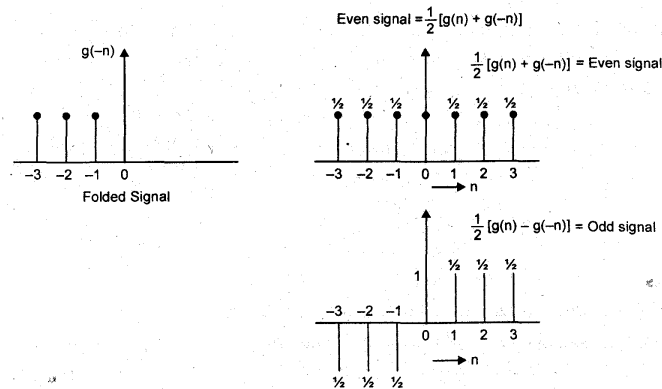 Even signal = 1/2 [g(n) + g(–n)]
g(–n)
–3 –2 –1 0
Folded Signal
1/2 [g(n) + g(–n)] = Even signal
½ ½ ½ ½ ½ ½
–3 –2 –1 0 1 2 3
n
1/2 [g(n) – g(–n)] = Odd signal
½ ½ ½
1
–3 –2 –1
0 1 2 3
n
½ ½ ½